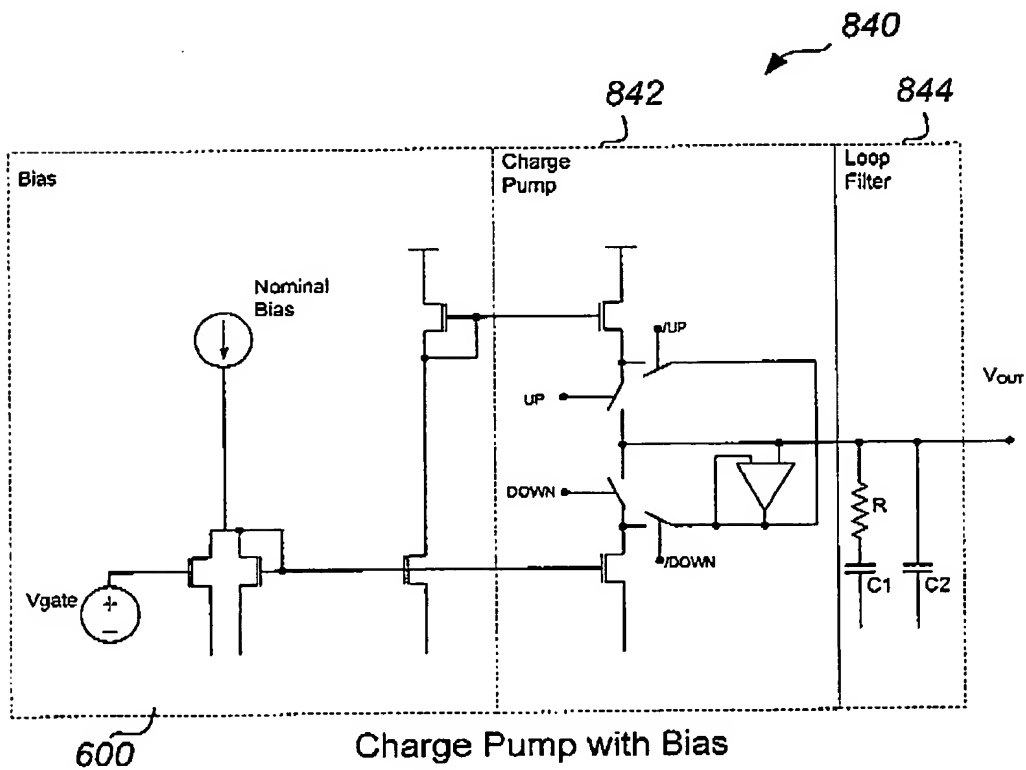 840
842
844
Bias
Charge
Pump
Loop
Filter
Nominal
Bias
/UP
UP
VOUT
DOWN
R
/DOWN
Vgate
+
−
C1
C2
600
Charge Pump with Bias